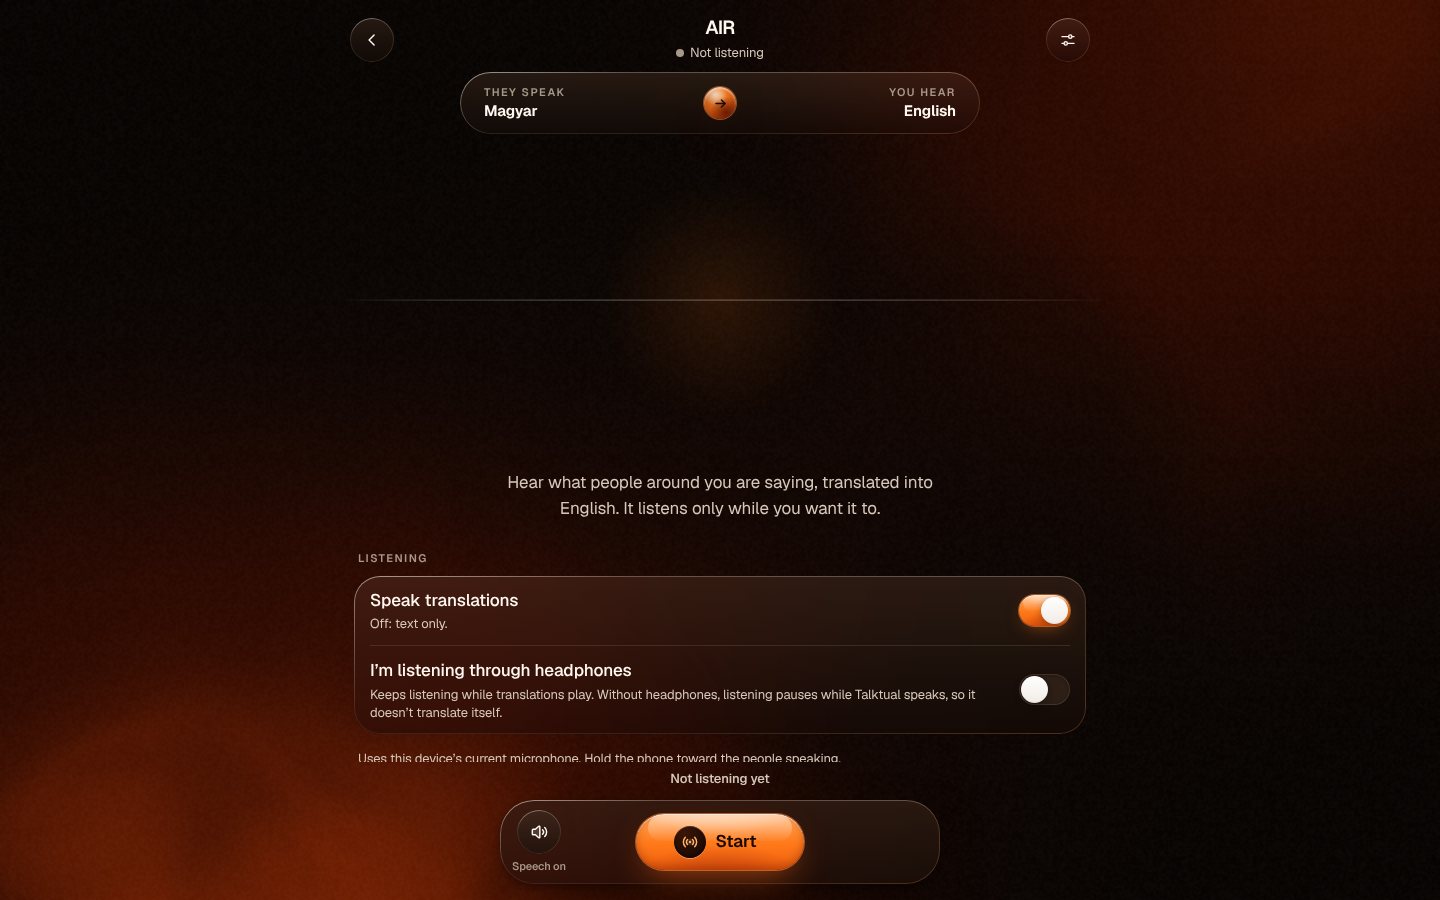 AIR
Not listening
THEY SPEAK
Magyar
YOU HEAR
English
Hear what people around you are saying, translated into
English. It listens only while you want it to.
LISTENING
Speak translations
Off: text only.
I'm listening through headphones
Keeps listening while translations play. Without headphones, listening pauses while Talktual speaks, so it
doesn't translate itself.
Uses this device's current microphone. Hold the phone toward the people speaking.
Not listening yet
Speech on
Start